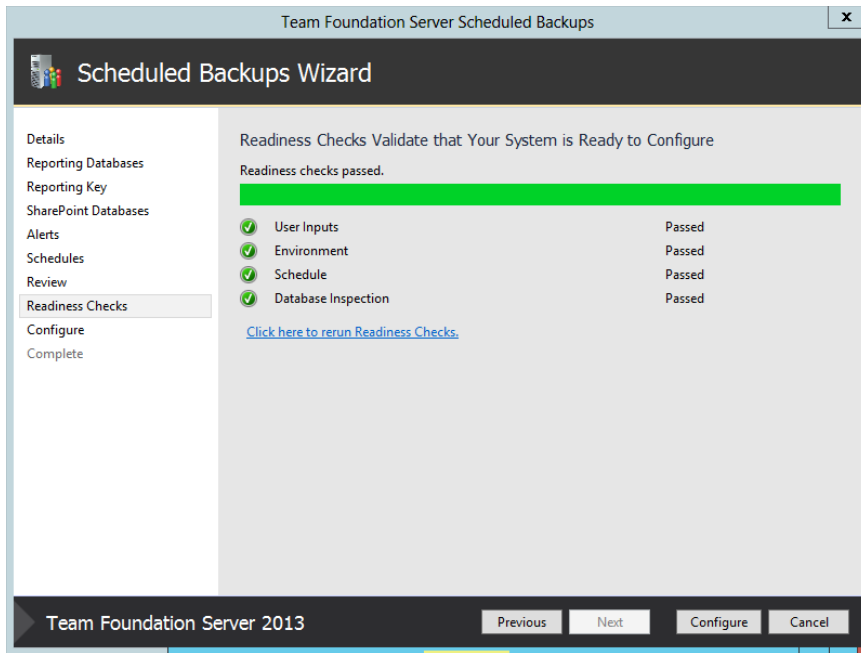 Team Foundation Server Scheduled Backups
x
Scheduled Backups Wizard
Details
Reporting Databases
Reporting Key
SharePoint Databases
Alerts
Schedules
Review
Readiness Checks
Configure
Complete
Readiness Checks Validate that Your System is Ready to Configure
Readiness checks passed.
User Inputs Passed
Environment Passed
Schedule Passed
Database Inspection Passed
Click here to rerun Readiness Checks.
Team Foundation Server 2013
Previous Next Configure Cancel